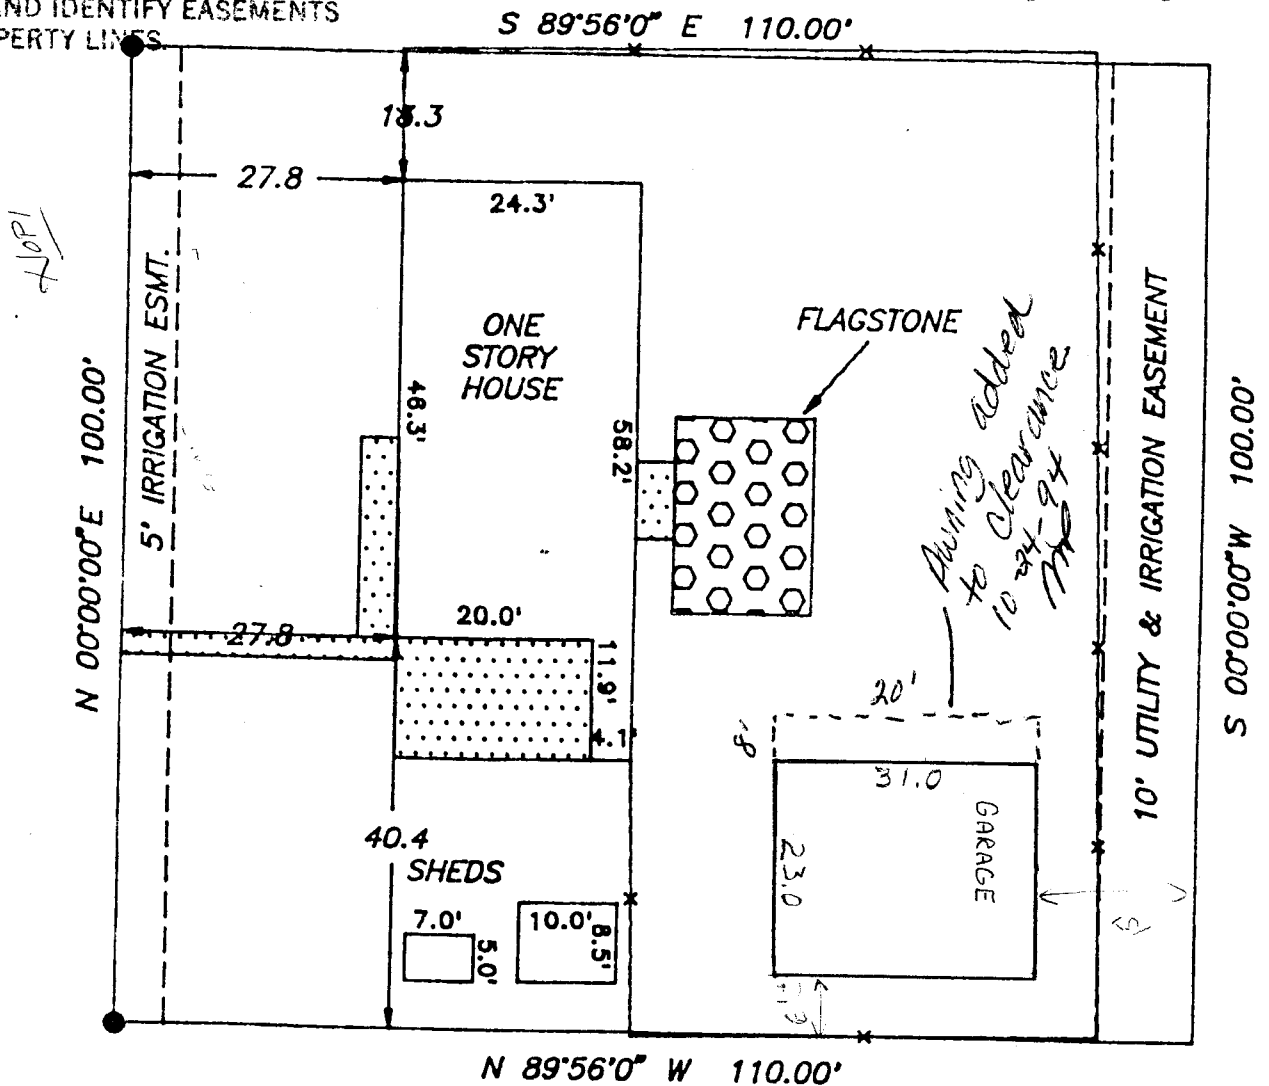 AND IDENTIFY EASEMENTS
PERTY LINES
S 89°56'0" E 110.00'
27.8
24.3'
5' IRRIGATION ESMT.
ONE
STORY
HOUSE
FLAGSTONE
46.3'
58.2'
Awning added
to clearance
10-24-94
N 00°00'00"E 100.00'
10' UTILITY & IRRIGATION EASEMENT
S 00°00'00"W 100.00'
27.8
20.0'
11.9'
4.1'
20'
8'
31.0
GARAGE
23.0
40.4
SHEDS
7.0'
5.0'
10.0'
8.5'
N 89°56'0" W 110.00'